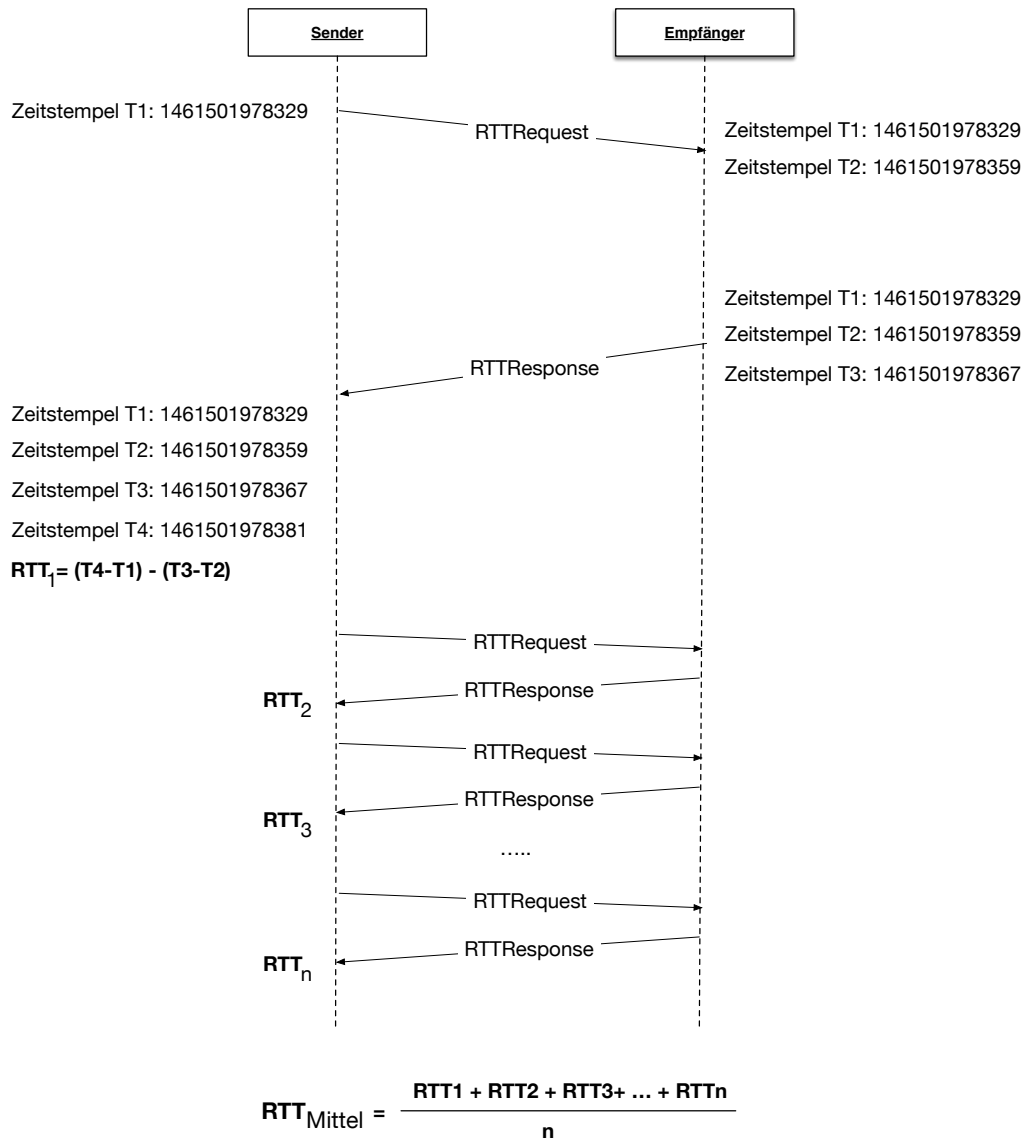 Sender
Empfänger
Zeitstempel T1: 1461501978329
RTTRequest
Zeitstempel T1: 1461501978329
Zeitstempel T2: 1461501978359
Zeitstempel T1: 1461501978329
Zeitstempel T2: 1461501978359
RTTResponse
Zeitstempel T3: 1461501978367
Zeitstempel T1: 1461501978329
Zeitstempel T2: 1461501978359
Zeitstempel T3: 1461501978367
Zeitstempel T4: 1461501978381
RTT1= (T4-T1) - (T3-T2)
RTTRequest
RTTResponse
RTT2
RTTRequest
RTTResponse
RTT3
.....
RTTRequest
RTTResponse
RTTn
RTT1 + RTT2 + RTT3+ ... + RTTn
RTTMittel =
n